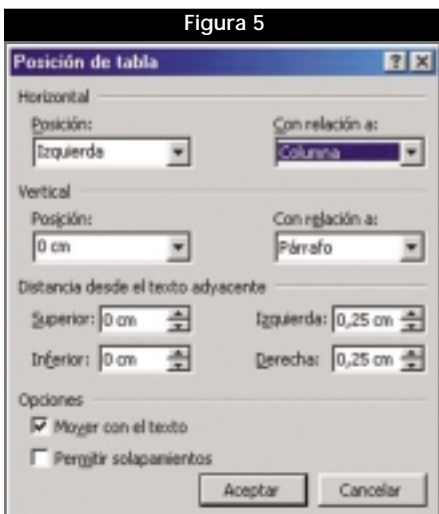 Figura 5
Posición de tabla
Horizontal
Posición: Con relación a:
Izquierda Columna
Vertical
Posición: Con relación a:
0 cm Párrafo
Distancia desde el texto adyacente
Superior: 0 cm Izquierda: 0,25 cm
Inferior: 0 cm Derecha: 0,25 cm
Opciones
Mover con el texto
Permitir solapamientos
Aceptar Cancelar